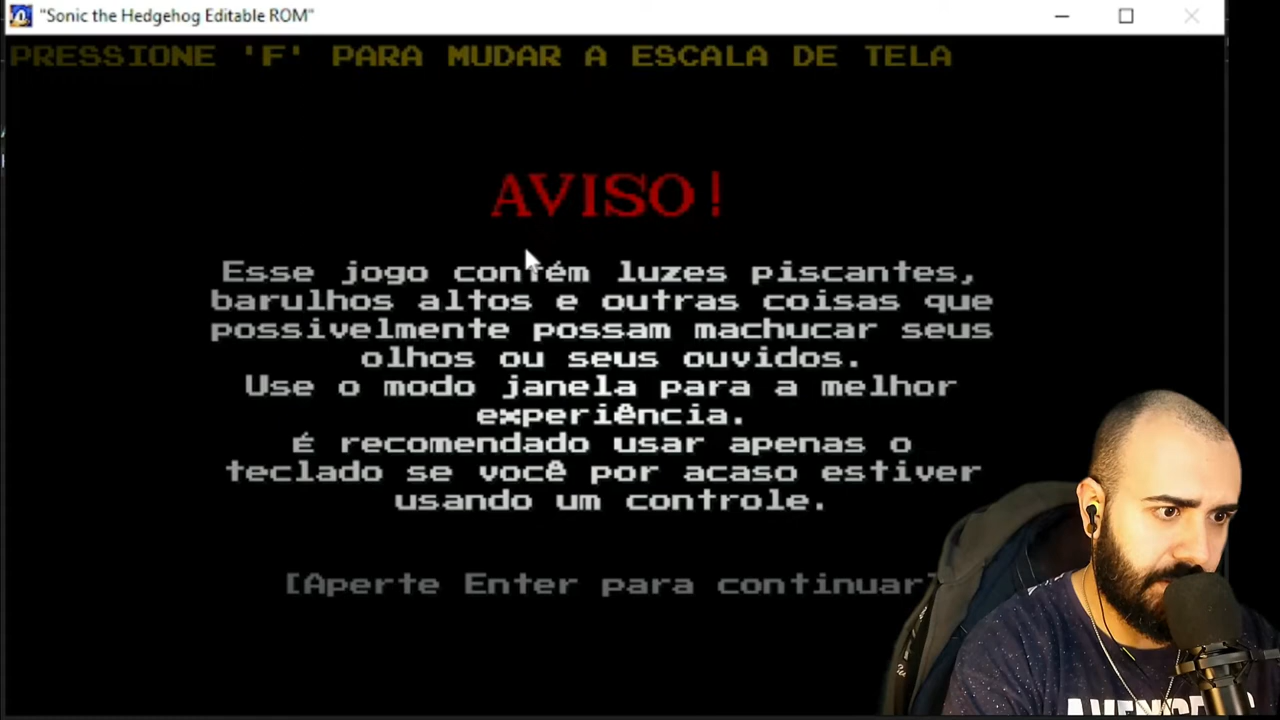 "Sonic the Hedgehog Editable ROM"
PRESSIONE 'F' PARA MUDAR A ESCALA DE TELA
AVISO!
Esse jogo contém luzes piscantes,
barulhos altos e outras coisas que
possivelmente possam machucar seus
olhos ou seus ouvidos.
Use o modo janela para a melhor
experiência.
É recomendado usar apenas o
teclado se você por acaso estiver
usando um controle.
[Aperte Enter para continuar]